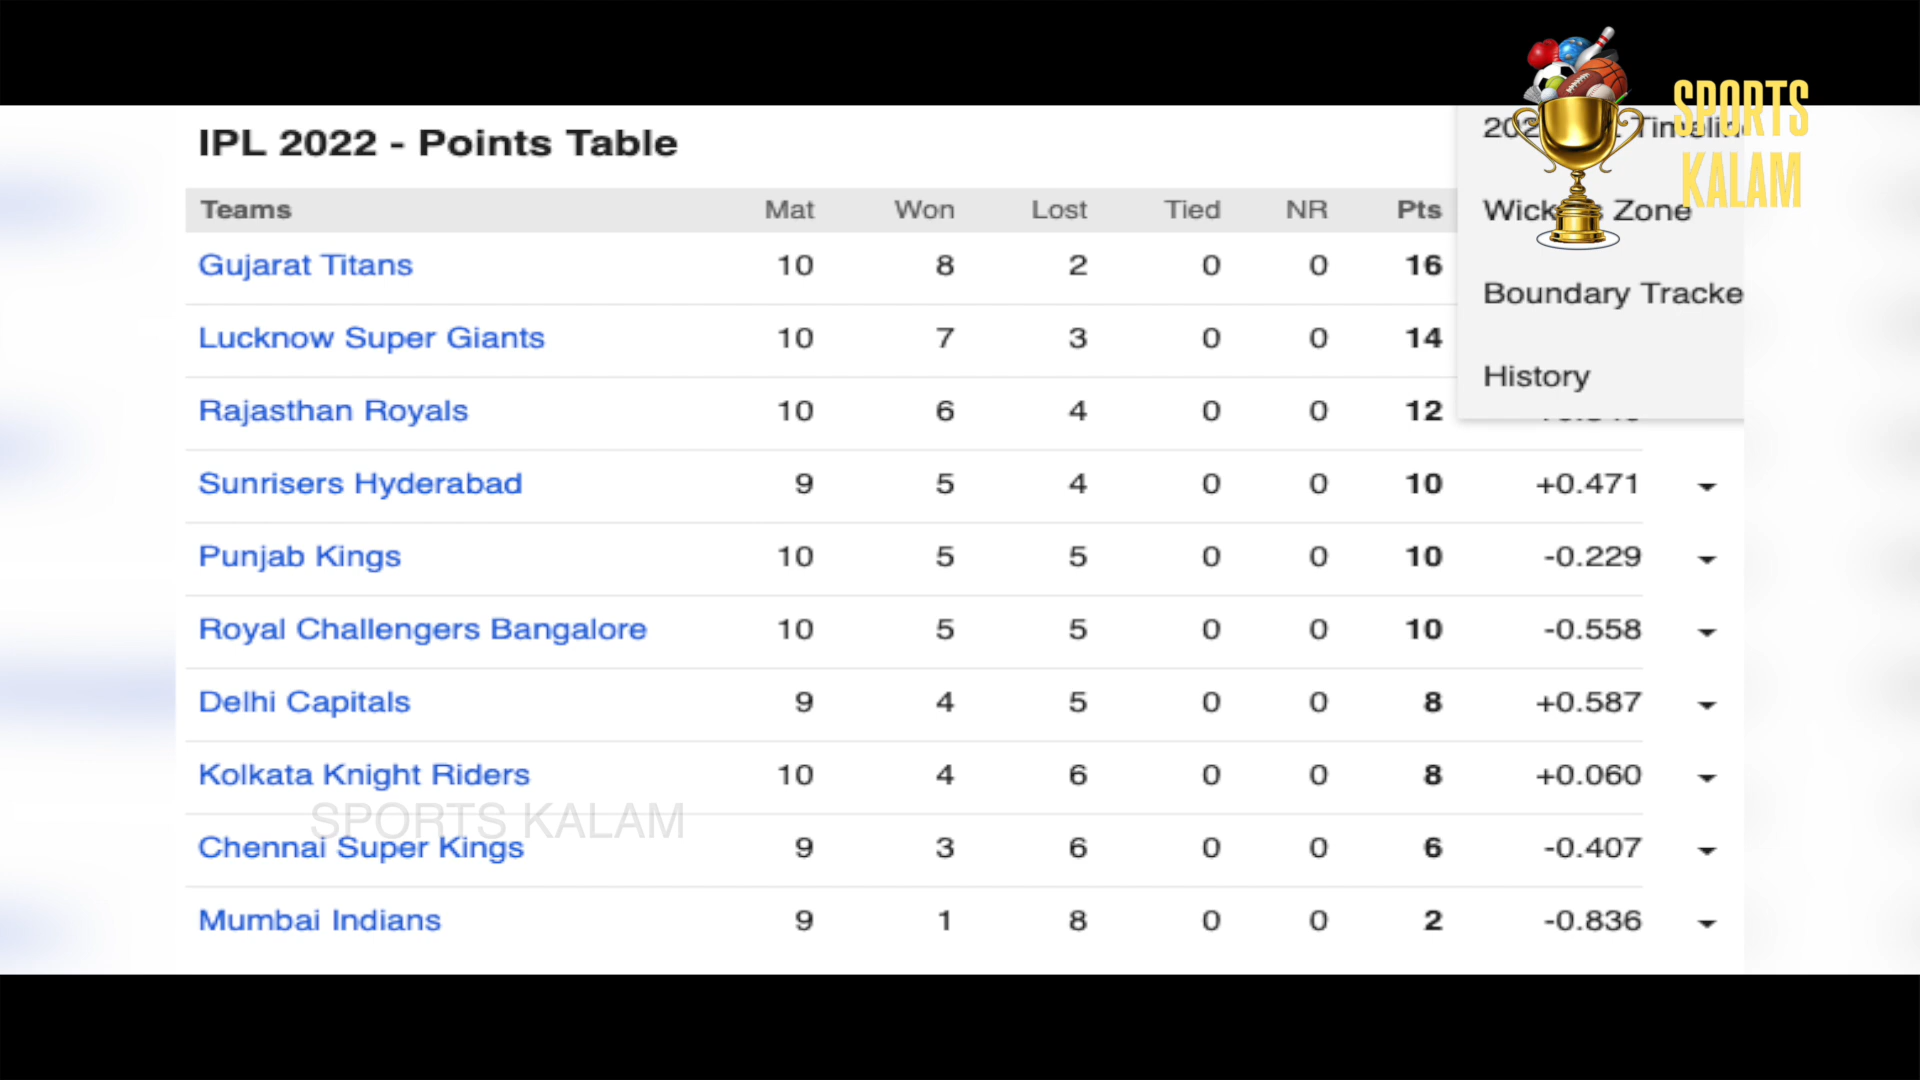 SPORTS
KALAM
IPL 2022 - Points Table
Teams Mat Won Lost Tied NR Pts
Gujarat Titans 10 8 2 0 0 16
Lucknow Super Giants 10 7 3 0 0 14
Rajasthan Royals 10 6 4 0 0 12
Zone
Boundary Tracke
History
Sunrisers Hyderabad 9 5 4 0 0 10 +0.471
Punjab Kings 10 5 5 0 0 10 -0.229
Royal Challengers Bangalore 10 5 5 0 0 10 -0.558
Delhi Capitals 9 4 5 0 0 8 +0.587
Kolkata Knight Riders 10 4 6 0 0 8 +0.060
SPORTS KALAM
Chennai Super Kings 9 3 6 0 0 6 -0.407
Mumbai Indians 9 1 8 0 0 2 -0.836